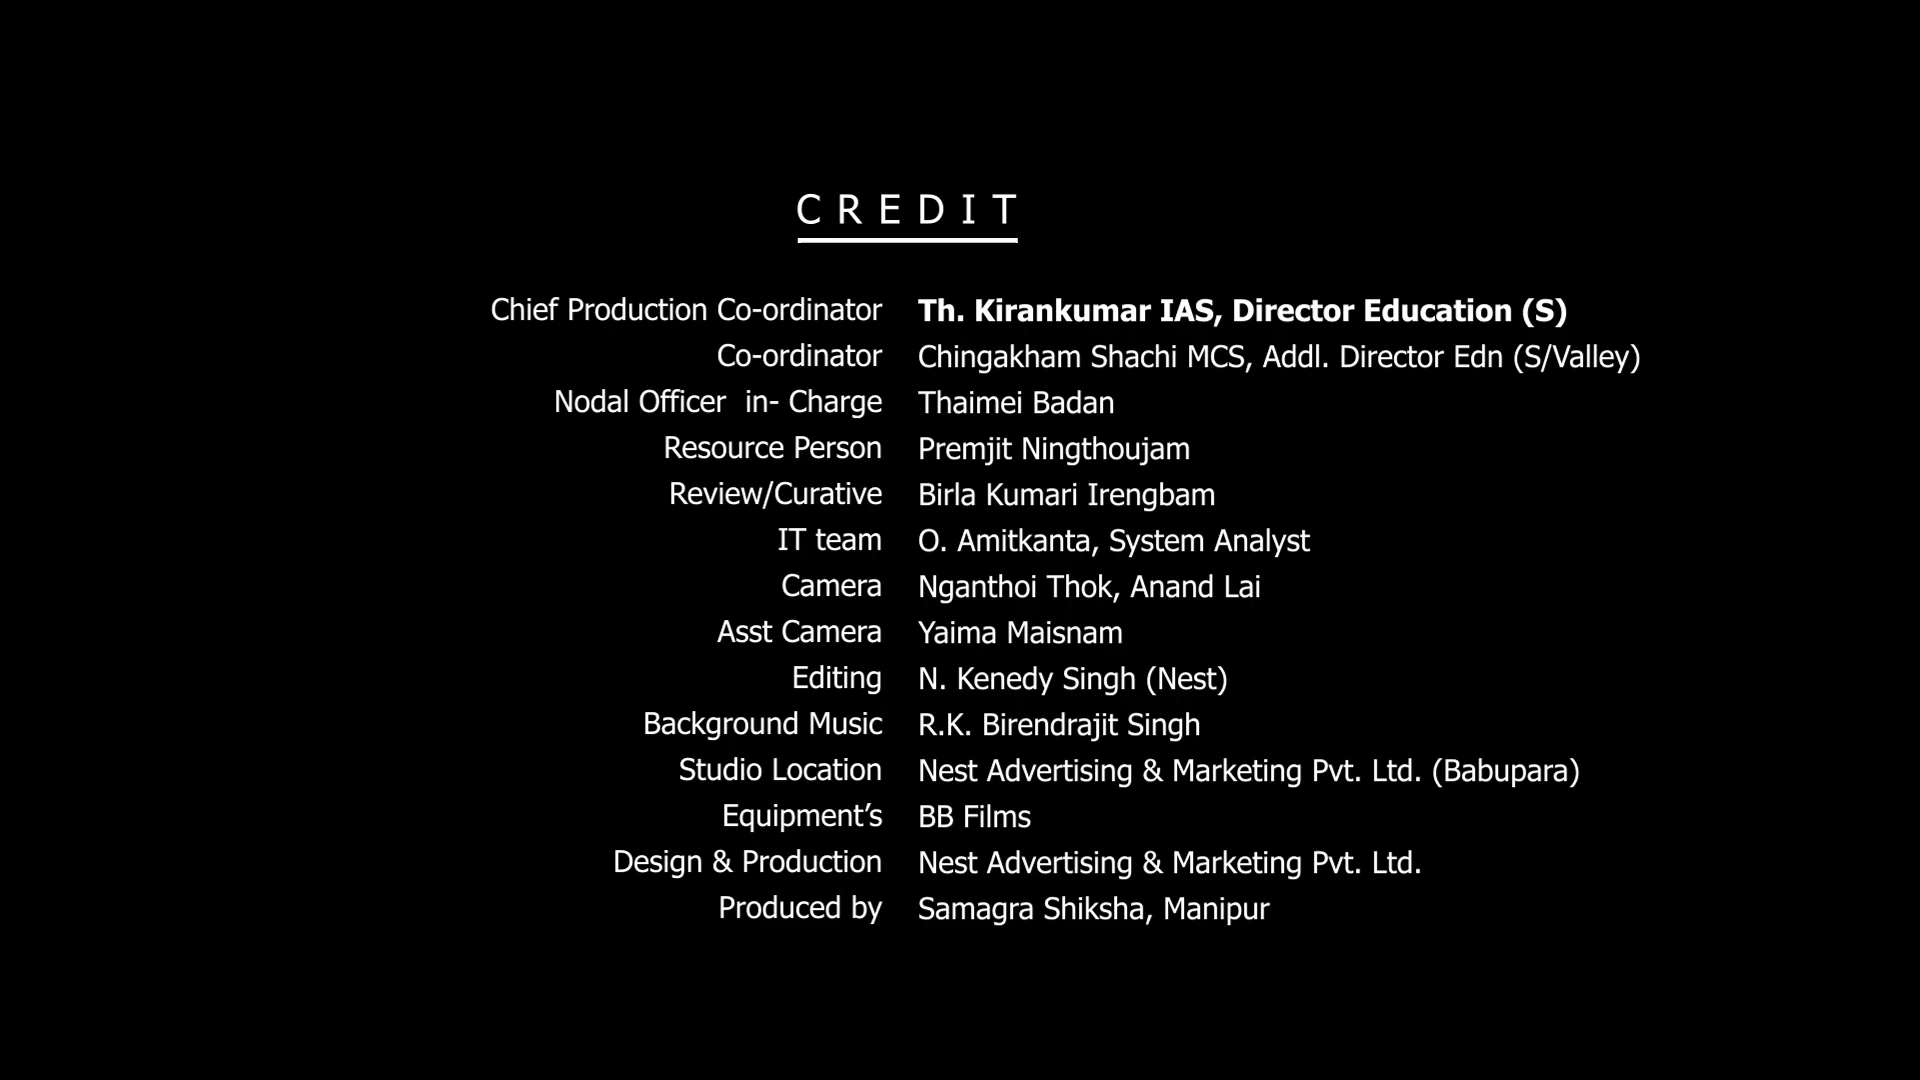 CREDIT
Chief Production Co-ordinator Th. Kirankumar IAS, Director Education (S)
Co-ordinator Chingakham Shachi MCS, Addl. Director Edn (S/Valley)
Nodal Officer  in- Charge Thaimei Badan
Resource Person Premjit Ningthoujam
Review/Curative Birla Kumari Irengbam
IT team O. Amitkanta, System Analyst
Camera Nganthoi Thok, Anand Lai
Asst Camera Yaima Maisnam
Editing N. Kenedy Singh (Nest)
Background Music R.K. Birendrajit Singh
Studio Location Nest Advertising & Marketing Pvt. Ltd. (Babupara)
Equipment’s BB Films
Design & Production Nest Advertising & Marketing Pvt. Ltd.
Produced by Samagra Shiksha, Manipur